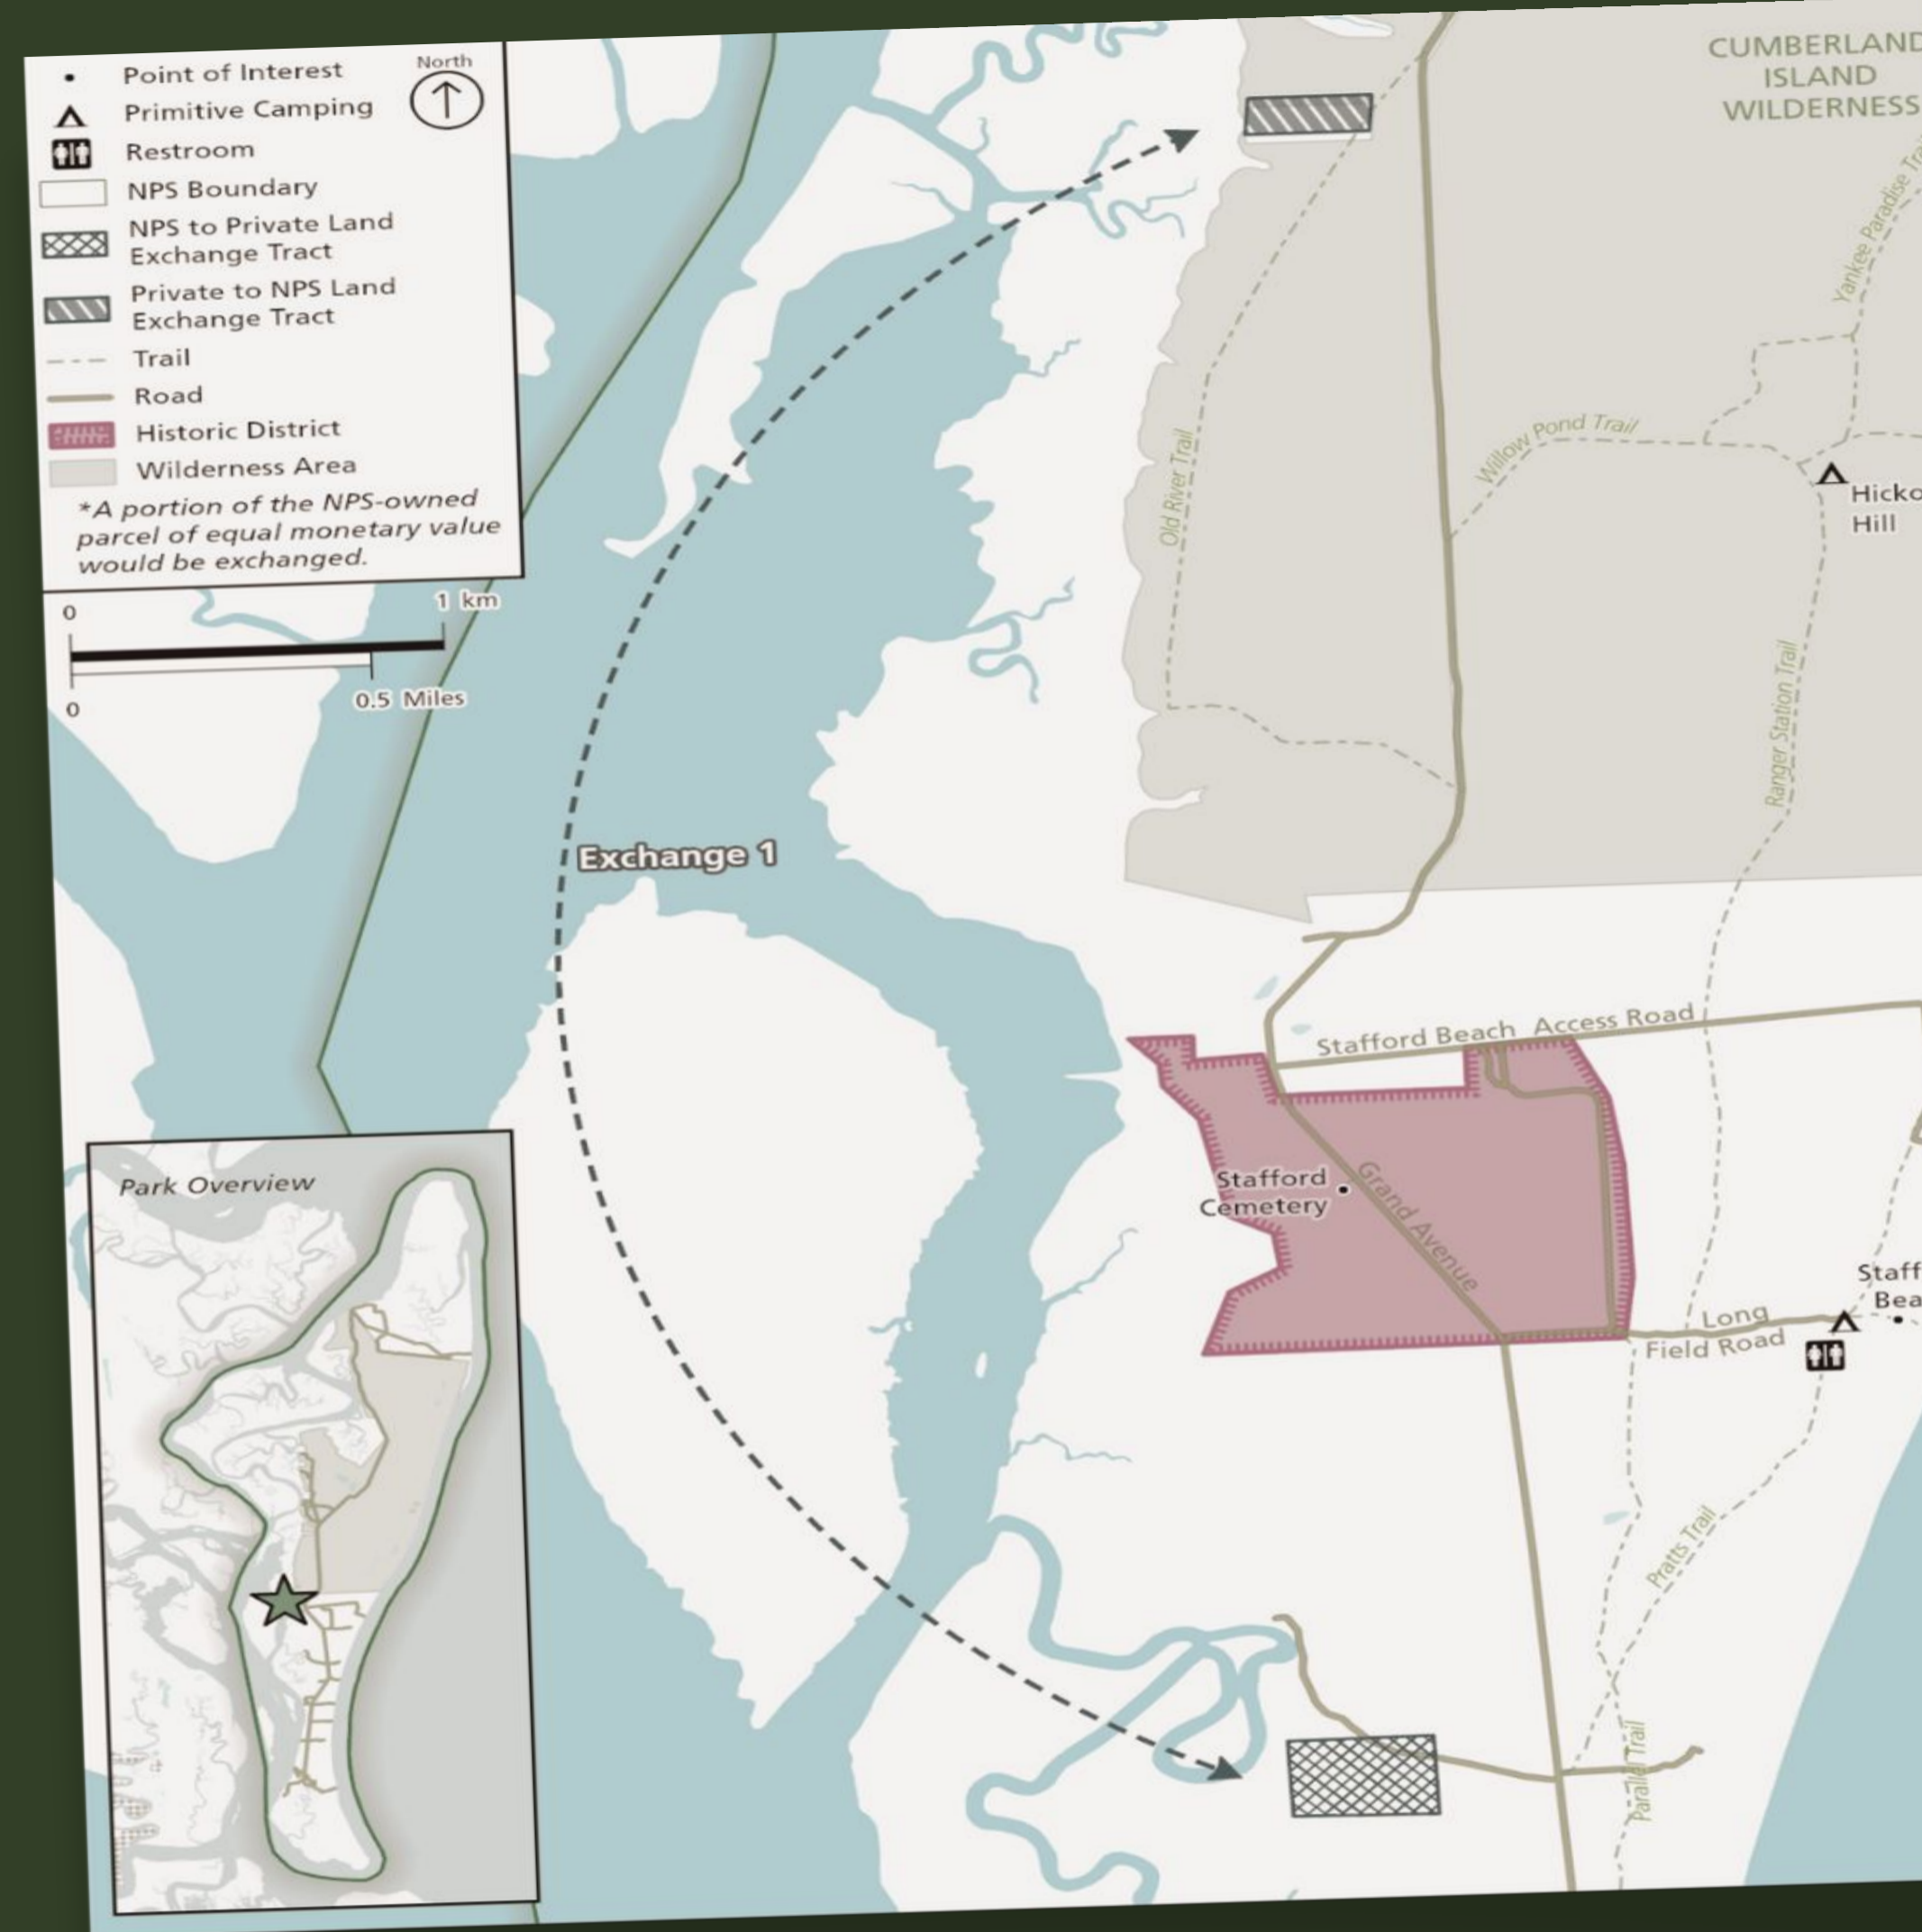 Point of Interest
North
Primitive Camping
Restroom
NPS Boundary
NPS to Private Land
Exchange Tract
Private to NPS Land
Exchange Tract
Trail
Road
Historic District
Wilderness Area
*A portion of the NPS-owned
parcel of equal monetary value
would be exchanged.
0
1 km
0
0.5 Miles
CUMBERLAND
ISLAND
WILDERNESS
Yankee Paradise Tra
Willow Pond Trail
Old River Trail
Hicko
Hill
Ranger Station Trail
Exchange 1
Stafford Beach Access Road
Stafford
Cemetery
Grand Avenue
Staff
Bea
Long
Field Road
Pratts Trail
Parallel Trail
Park Overview